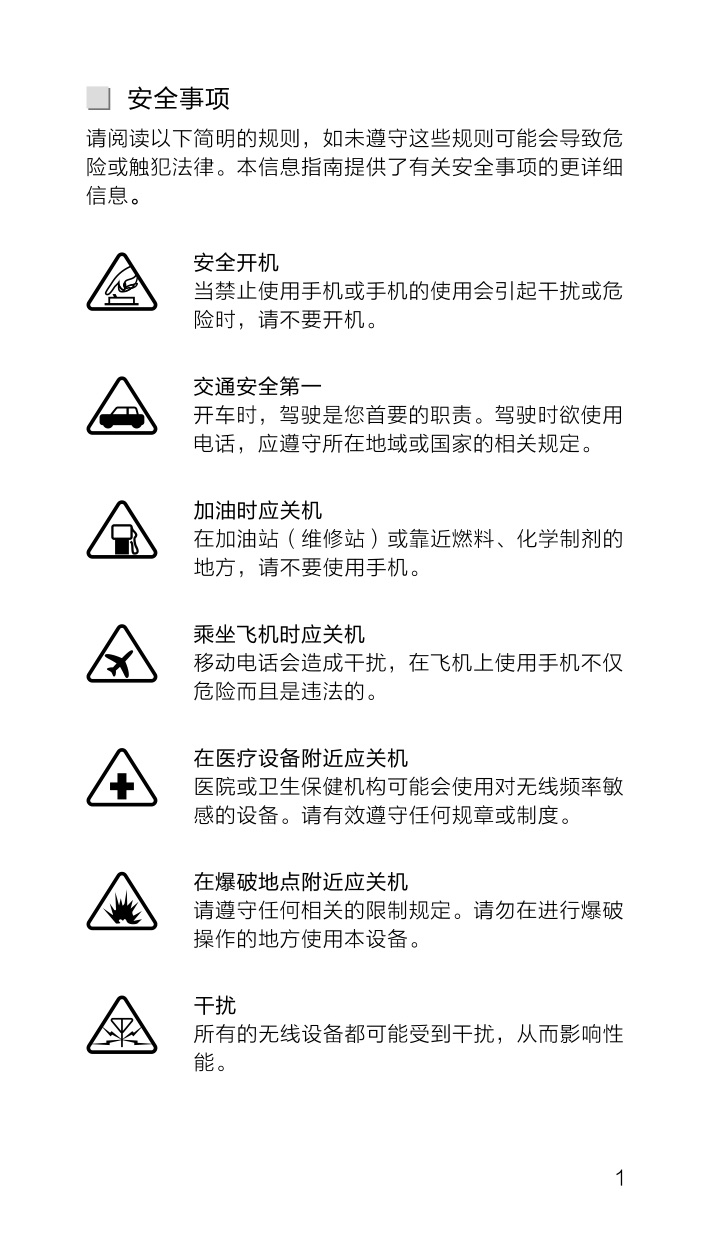 安全事项
请阅读以下简明的规则，如未遵守这些规则可能会导致危
险或触犯法律。本信息指南提供了有关安全事项的更详细
信息。
安全开机
当禁止使用手机或手机的使用会引起干扰或危
险时，请不要开机。
交通安全第一
开车时，驾驶是您首要的职责。驾驶时欲使用
电话，应遵守所在地域或国家的相关规定。
加油时应关机
在加油站（维修站）或靠近燃料、化学制剂的
地方，请不要使用手机。
乘坐飞机时应关机
移动电话会造成干扰，在飞机上使用手机不仅
危险而且是违法的。
在医疗设备附近应关机
医院或卫生保健机构可能会使用对无线频率敏
感的设备。请有效遵守任何规章或制度。
在爆破地点附近应关机
请遵守任何相关的限制规定。请勿在进行爆破
操作的地方使用本设备。
干扰
所有的无线设备都可能受到干扰，从而影响性
能。
1